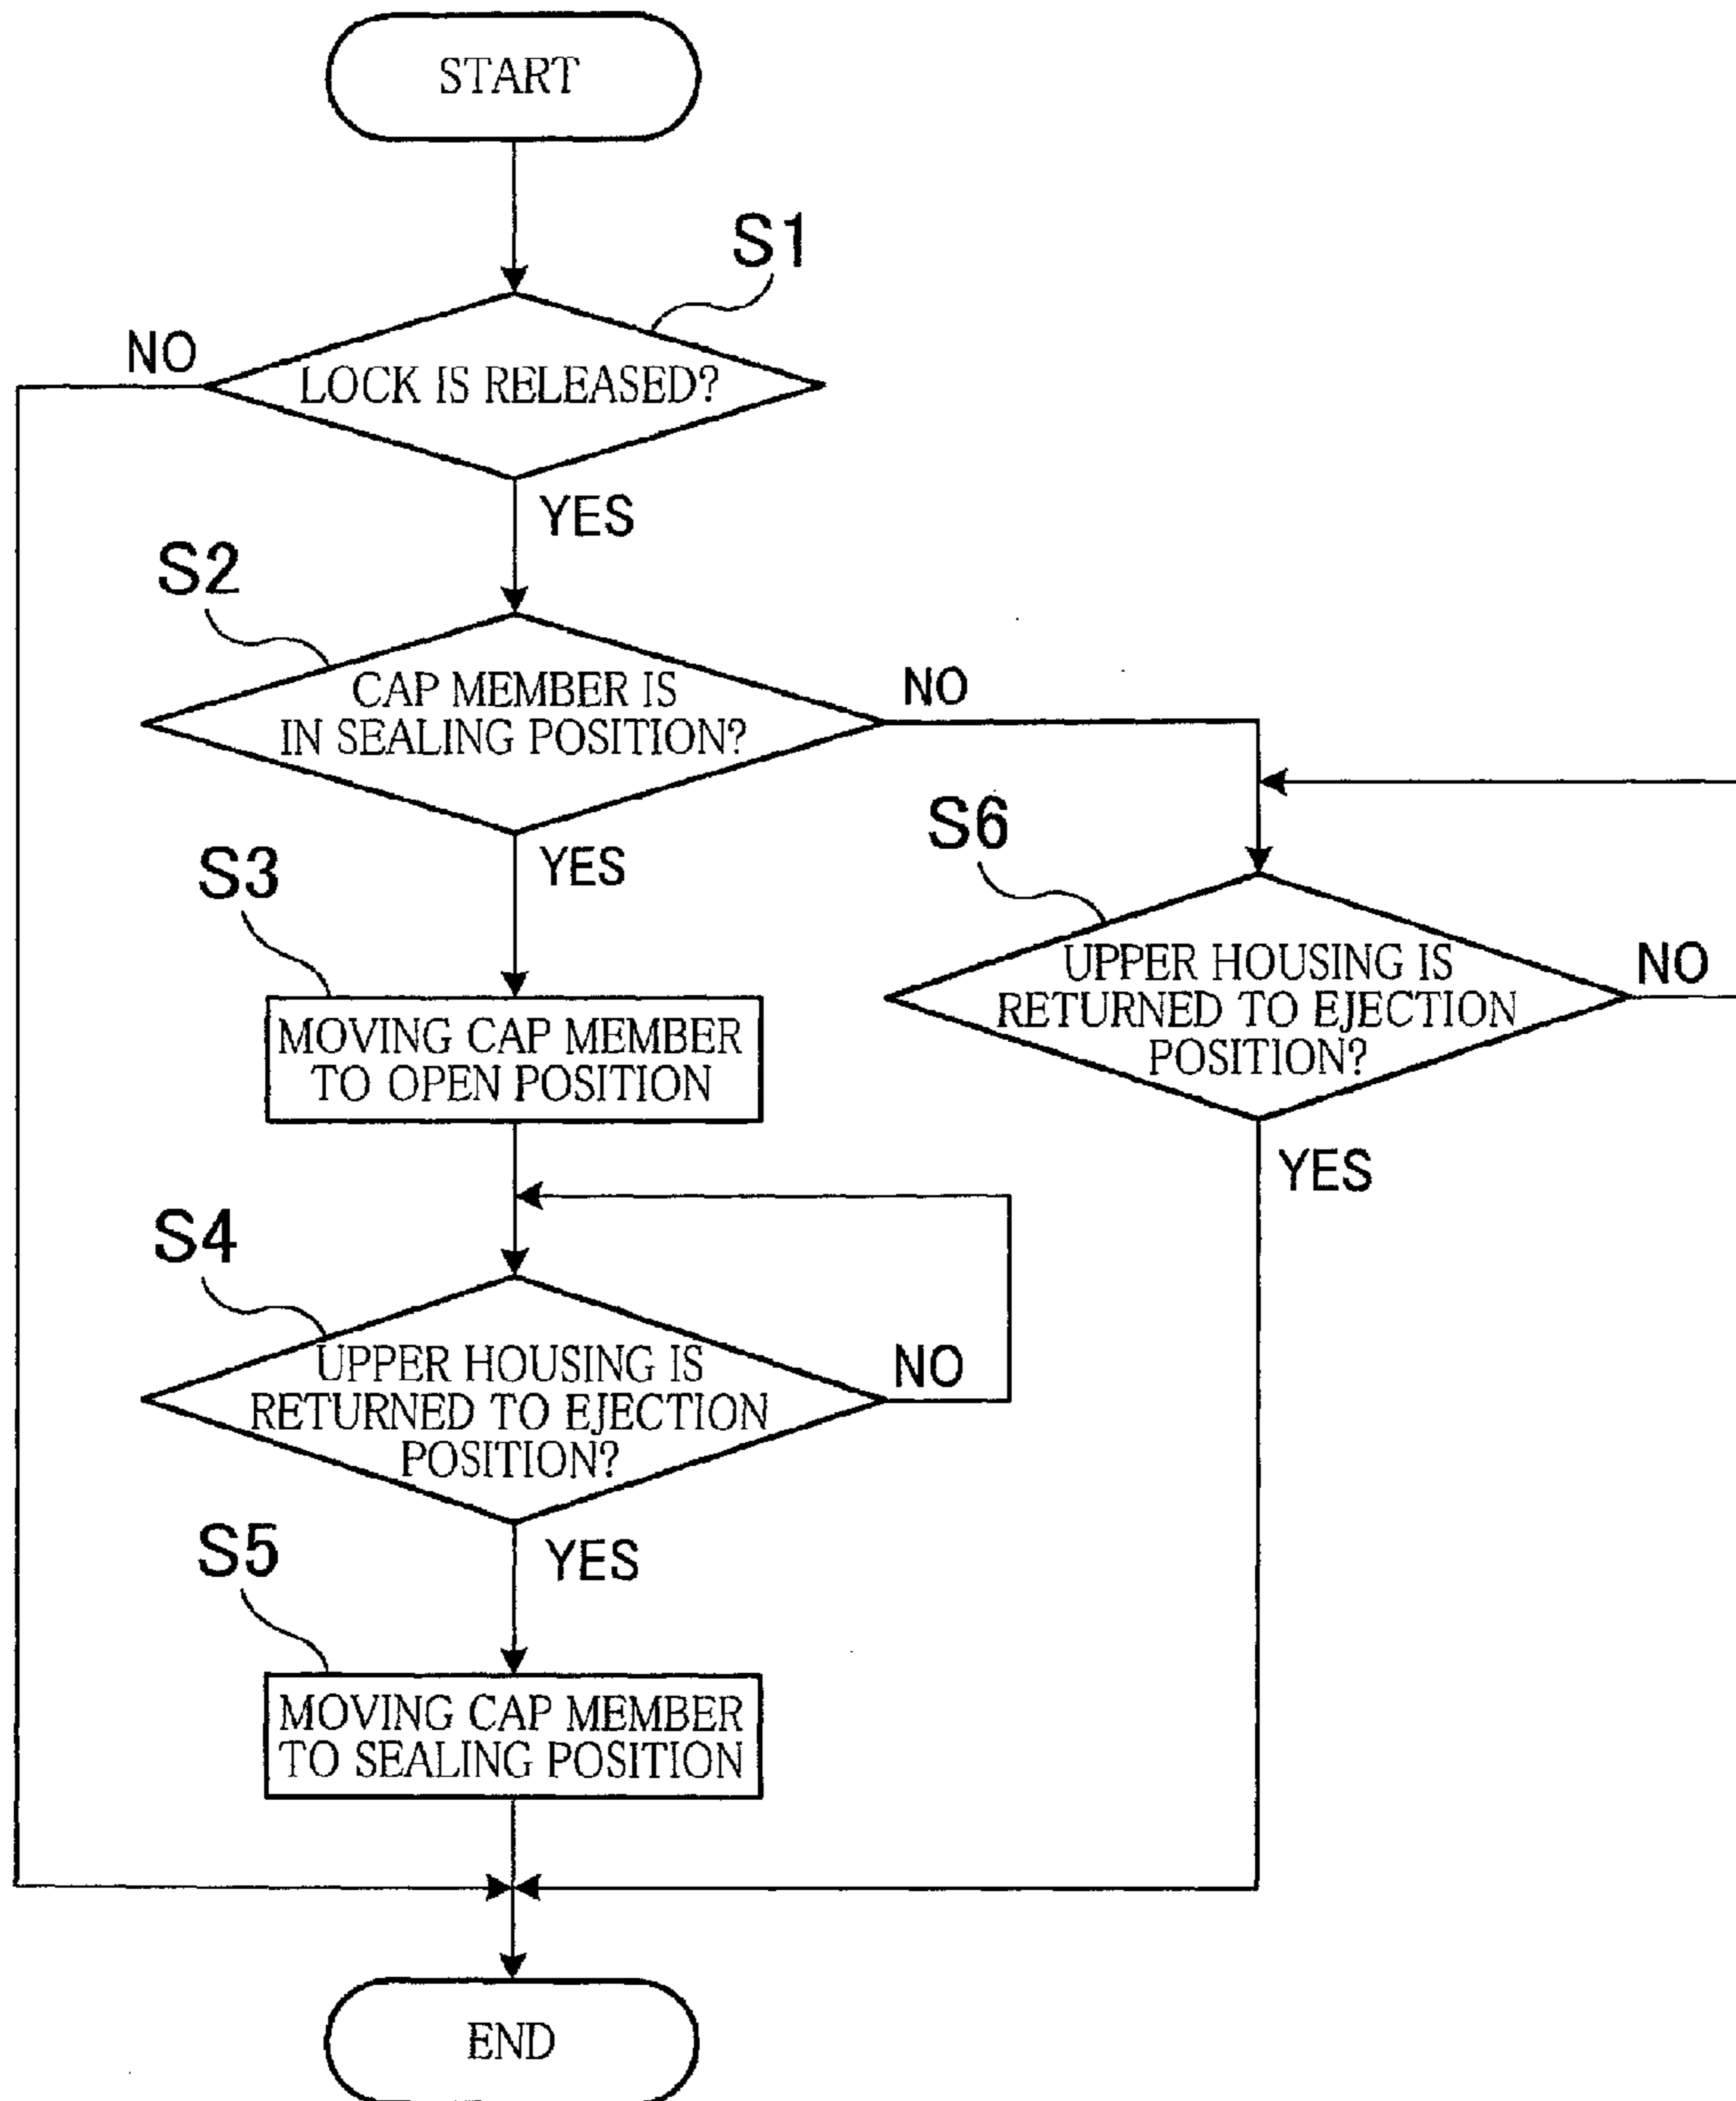 START
S1
NO
LOCK IS RELEASED?
YES
S2
CAP MEMBER IS
IN SEALING POSITION?
NO
YES
S3
MOVING CAP MEMBER
TO OPEN POSITION
S6
UPPER HOUSING IS
RETURNED TO EJECTION
POSITION?
NO
YES
S4
UPPER HOUSING IS
RETURNED TO EJECTION
POSITION?
NO
YES
S5
MOVING CAP MEMBER
TO SEALING POSITION
END